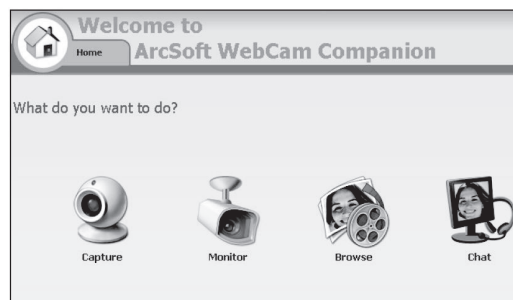 Welcome to
Home
ArcSoft WebCam Companion
What do you want to do?
Capture
Monitor
Browse
Chat